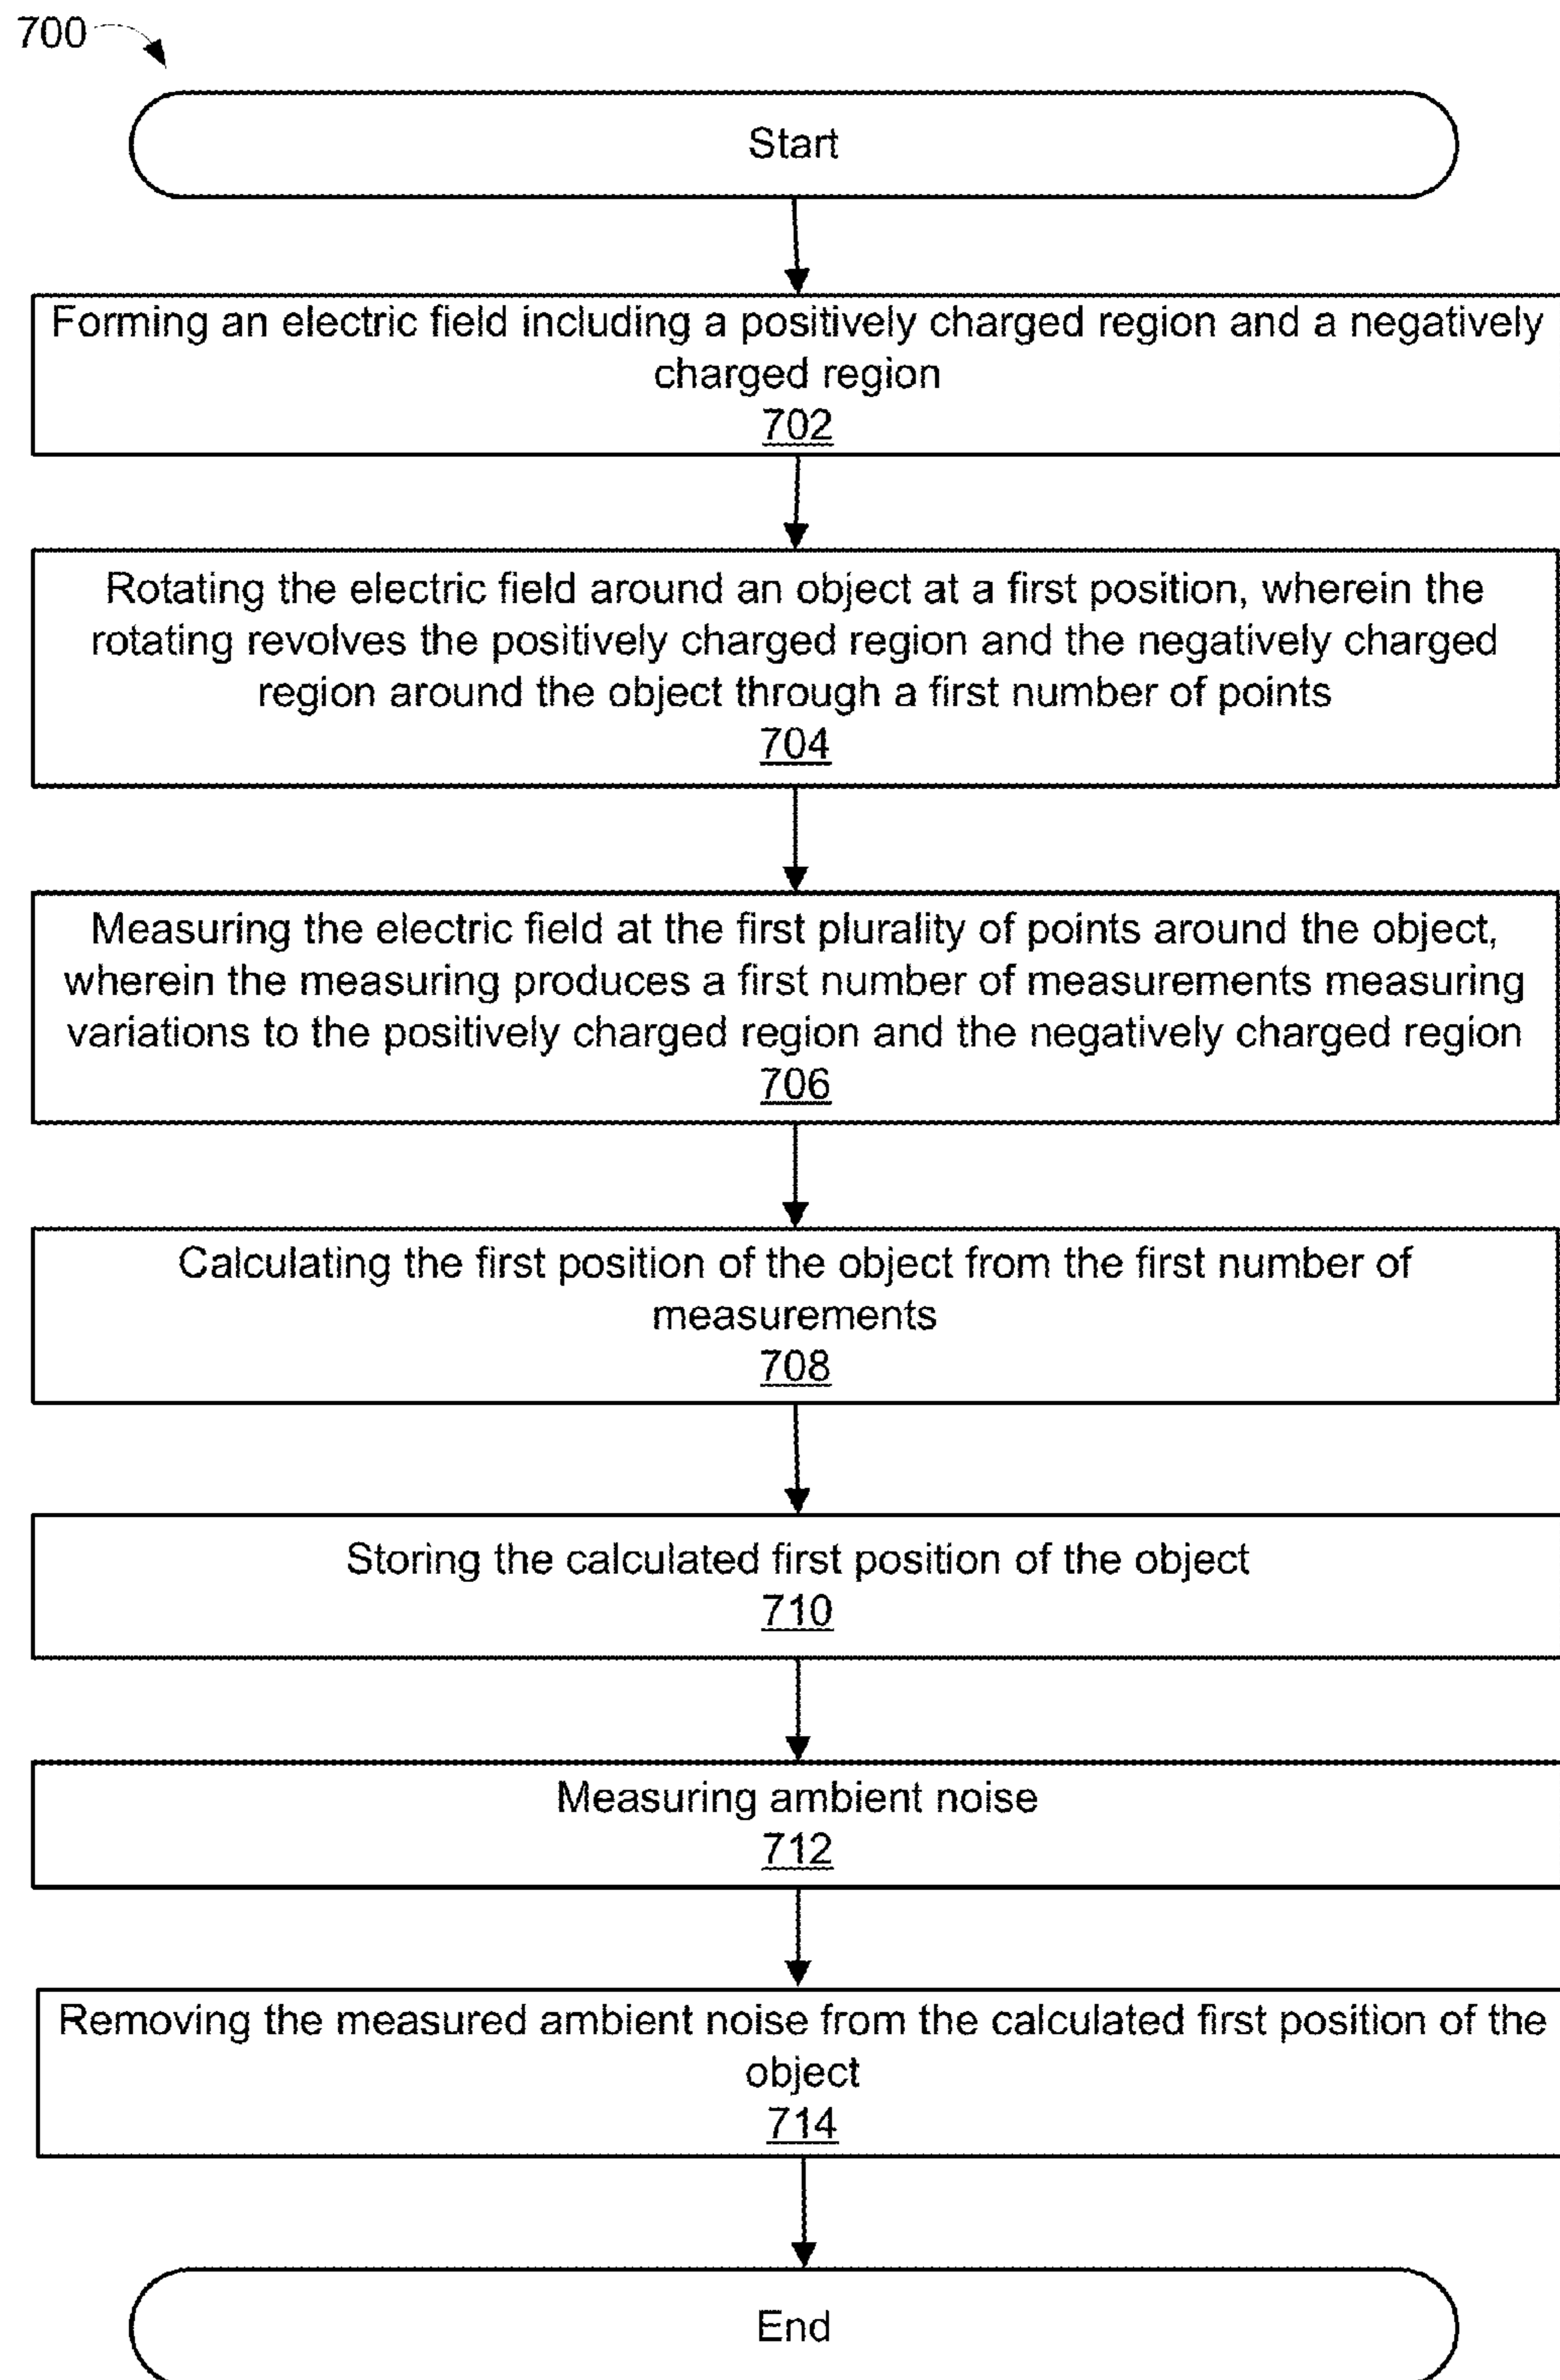 700
Start
Forming an electric field including a positively charged region and a negatively
charged region
702
Rotating the electric field around an object at a first position, wherein the
rotating revolves the positively charged region and the negatively charged
region around the object through a first number of points
704
Measuring the electric field at the first plurality of points around the object,
wherein the measuring produces a first number of measurements measuring
variations to the positively charged region and the negatively charged region
706
Calculating the first position of the object from the first number of
measurements
708
Storing the calculated first position of the object
710
Measuring ambient noise
712
Removing the measured ambient noise from the calculated first position of the
object
714
End